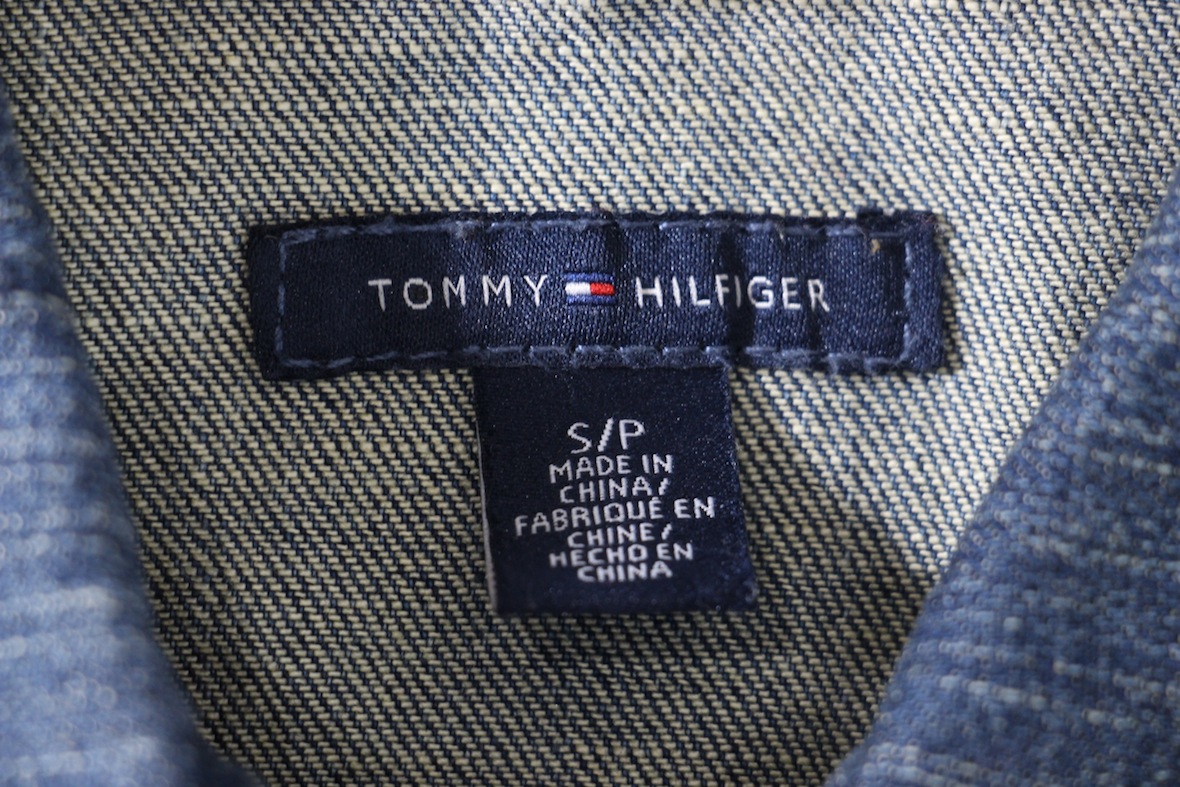 TOMMY HILFIGER
S/P
MADE IN
CHINA/
FABRIQUÉ EN
CHINE/
HECHO EN
CHINA